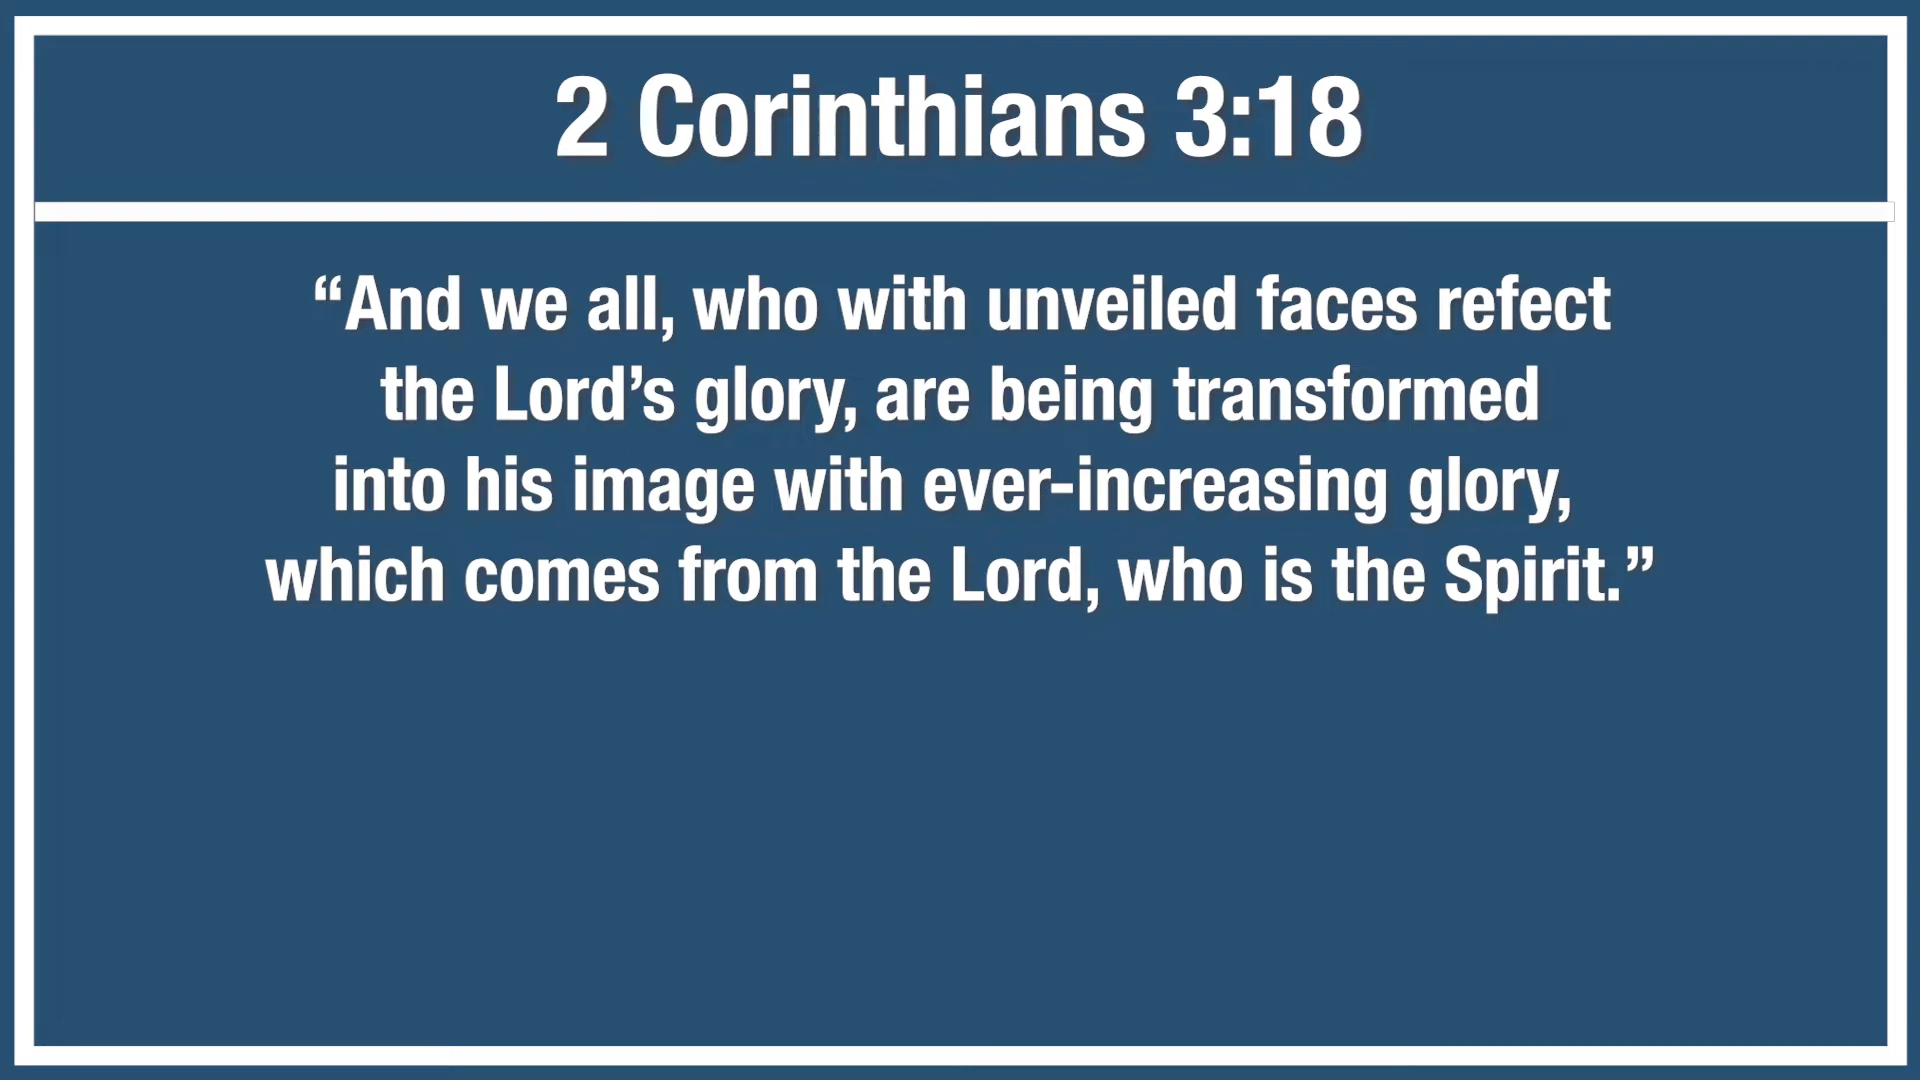 2 Corinthians 3:18
“And we all, who with unveiled faces refect
the Lord’s glory, are being transformed
into his image with ever-increasing glory,
which comes from the Lord, who is the Spirit.”